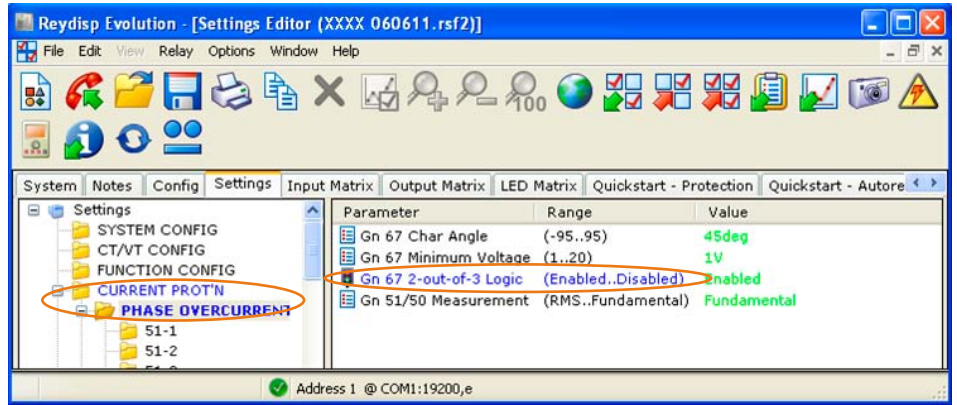 Reydisp Evolution - [Settings Editor (XXXX 060611.rsf2)]
File Edit View Relay Options Window Help
100
System Notes Config Settings Input Matrix Output Matrix LED Matrix Quickstart - Protection Quickstart - Autore
Settings
SYSTEM CONFIG
CT/VT CONFIG
FUNCTION CONFIG
CURRENT PROT'N
PHASE OVERCURRENT
51-1
51-2
Parameter Range Value
Gn 67 Char Angle (-95..95) 45deg
Gn 67 Minimum Voltage (1..20) 1V
Gn 67 2-out-of-3 Logic (Enabled..Disabled) Enabled
Gn 51/50 Measurement (RMS..Fundamental) Fundamental
Address 1 @ COM1:19200,e